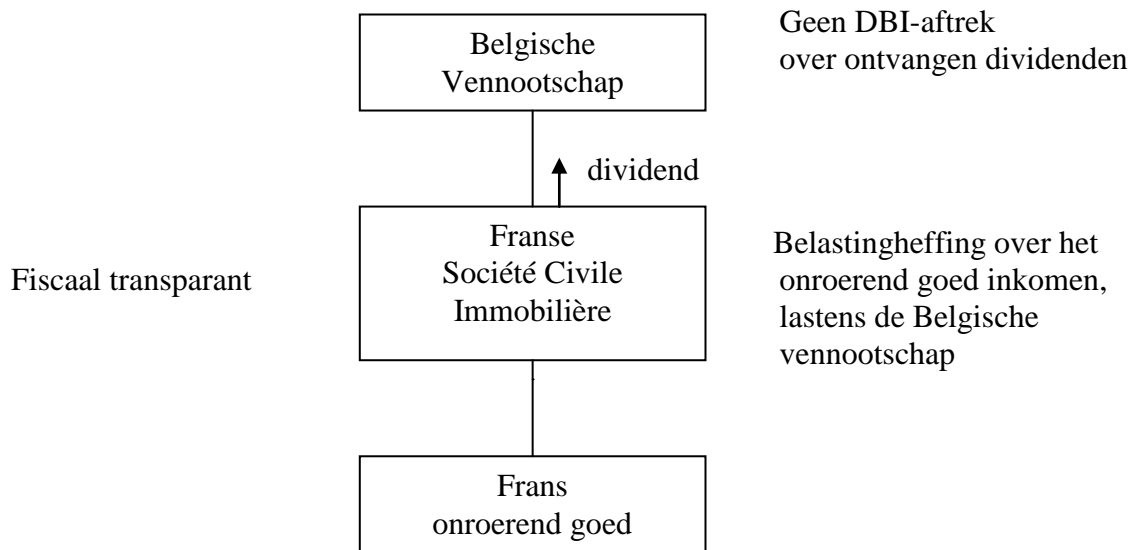 Belgische
Vennootschap
Geen DBI-aftrek
over ontvangen dividenden
dividend
Fiscaal transparant
Franse
Société Civile
Immobilière
Belastingheffing over het
onroerend goed inkomen,
lastens de Belgische
vennootschap
Frans
onroerend goed